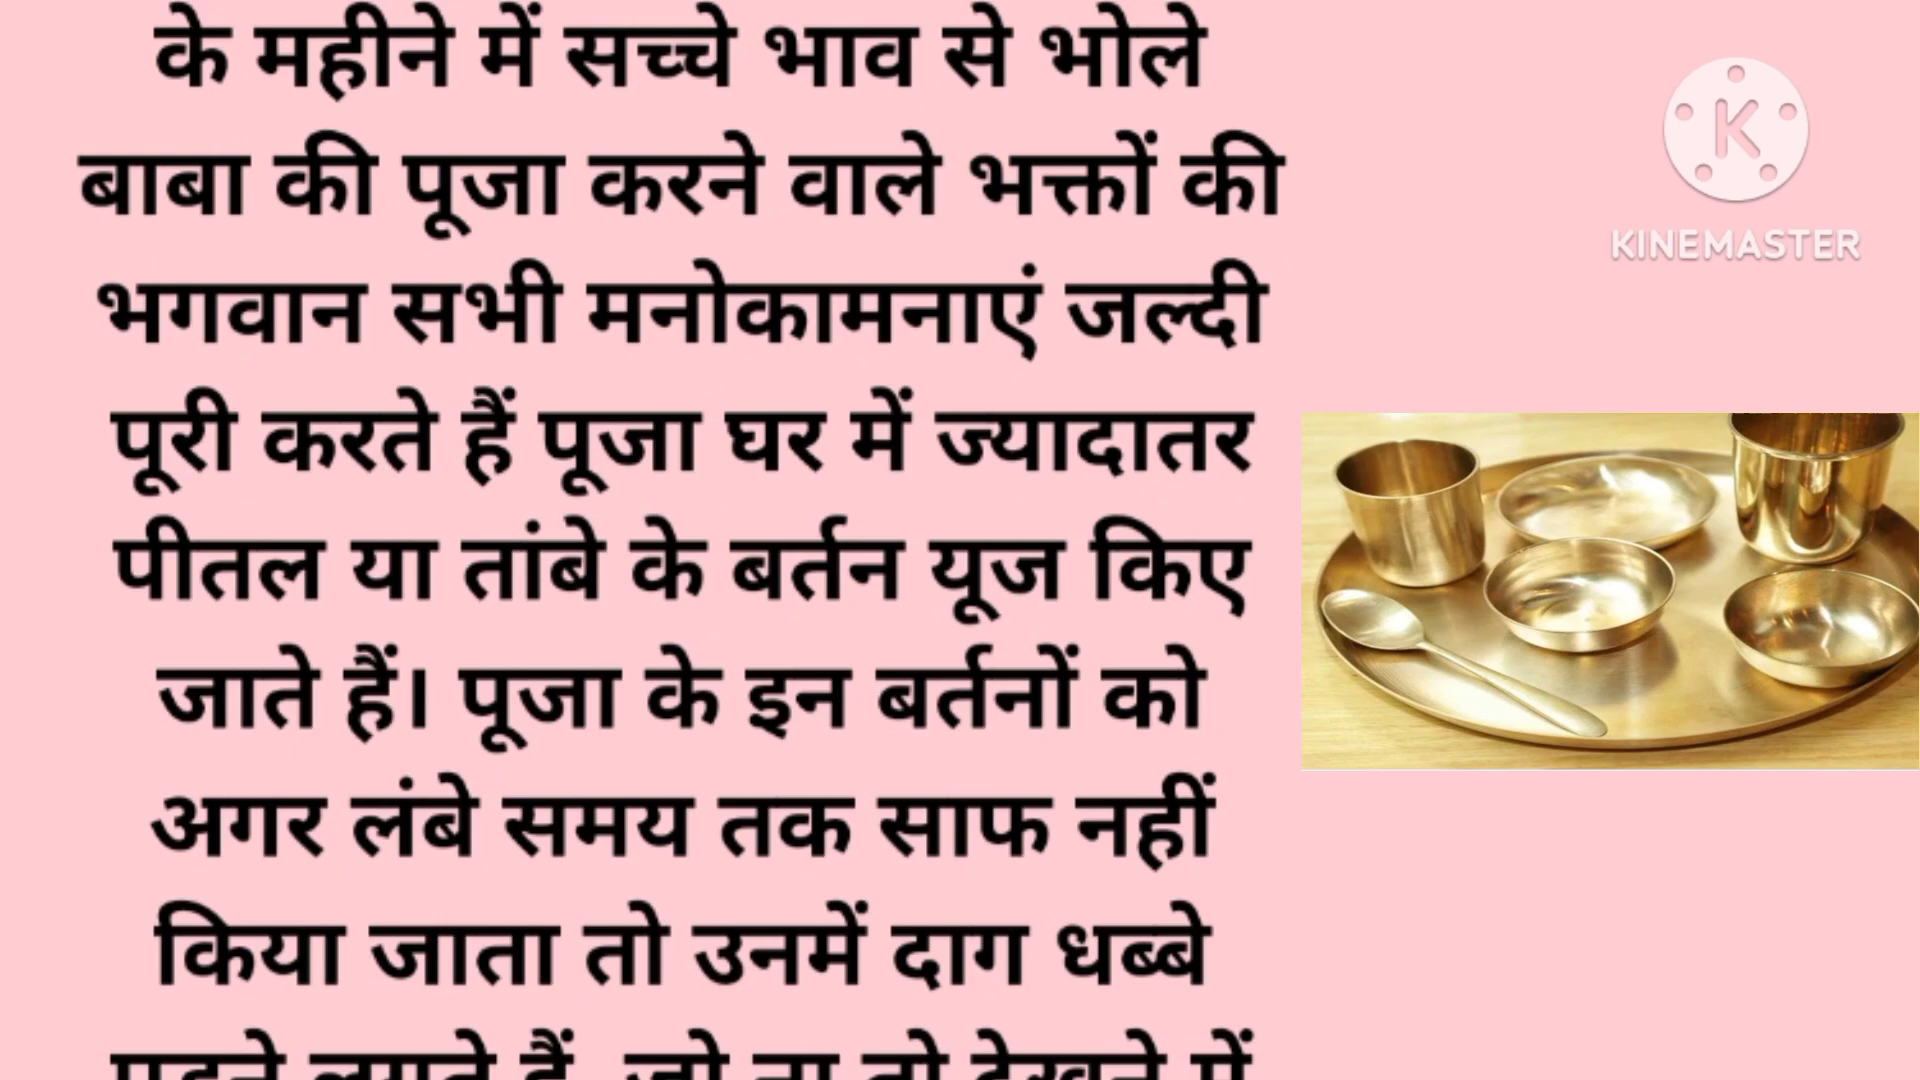 के महीने में सच्चे भाव से भोले
बाबा की पूजा करने वाले भक्तों की
भगवान सभी मनोकामनाएं जल्दी
पूरी करते हैं पूजा घर में ज्यादातर
पीतल या तांबे के बर्तन यूज किए
जाते हैं। पूजा के इन बर्तनों को
अगर लंबे समय तक साफ नहीं
किया जाता तो उनमें दाग धब्बे
K
KINEMASTER